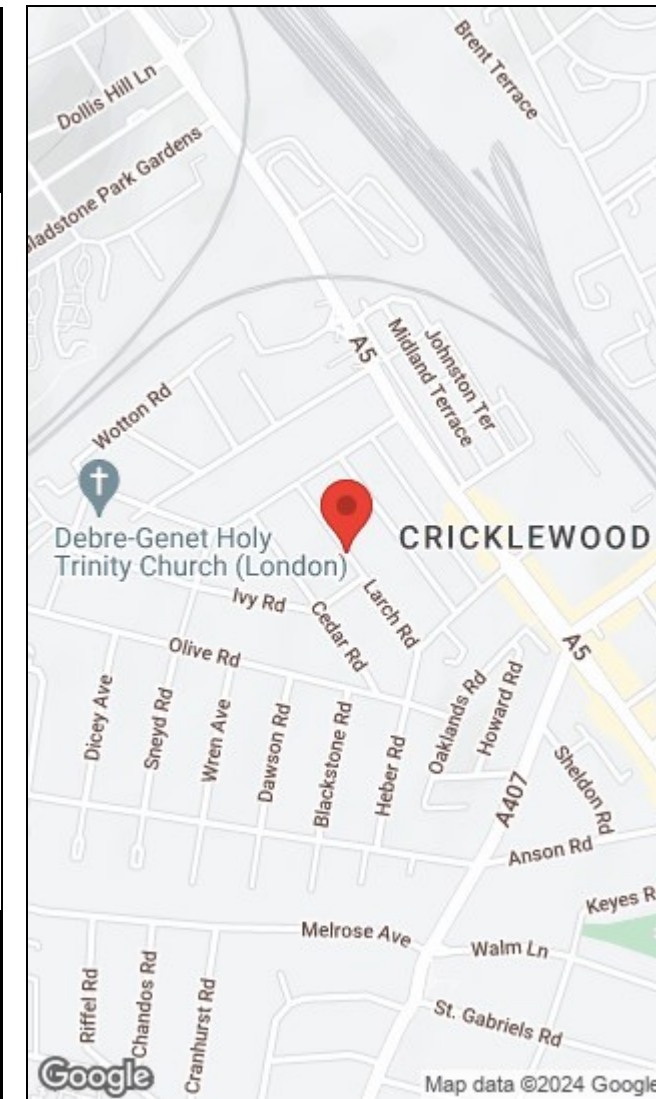 Brent Terrace
Dollis Hill Ln
Gladstone Park Gardens
A5
Johnston Ter
Midland Terrace
Wotton Rd
CRICKLEWOOD
Debre-Genet Holy
Trinity Church (London)
Larch Rd
Ivy Rd
Cedar Rd
A5
Olive Rd
Oaklands Rd
Howard Rd
Dicey Ave
Sneyd Rd
Wren Ave
Dawson Rd
Blackstone Rd
Heber Rd
Sheldon Rd
A407
Anson Rd
Keyes R
Melrose Ave
Walm Ln
Riffel Rd
Chandos Rd
Cranhurst Rd
St. Gabriels Rd
Google
Map data ©2024 Google